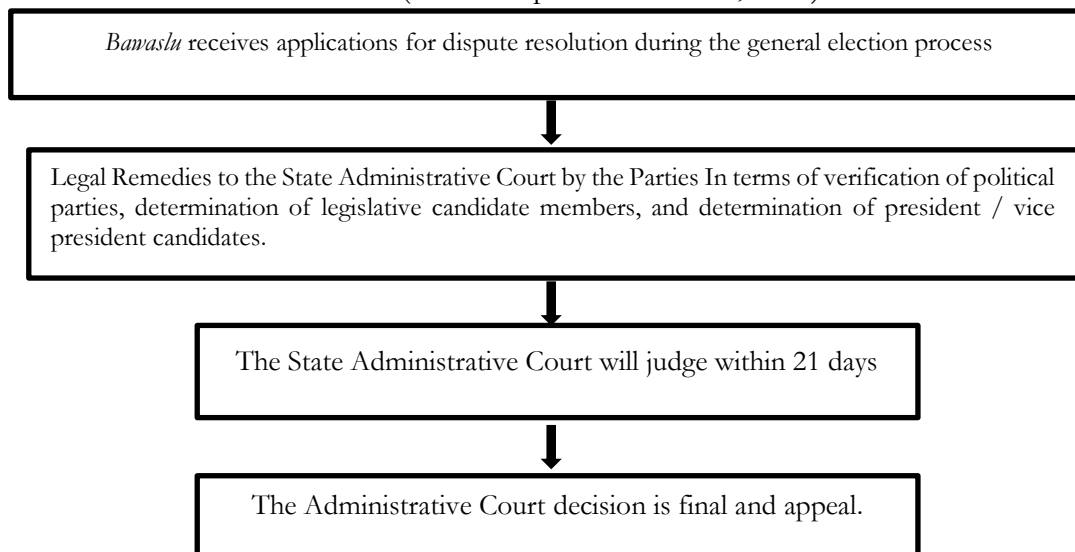 Bawaslu receives applications for dispute resolution during the general election process
Legal Remedies to the State Administrative Court by the Parties In terms of verification of political
parties, determination of legislative candidate members, and determination of president / vice
president candidates.
The State Administrative Court will judge within 21 days
The Administrative Court decision is final and appeal.